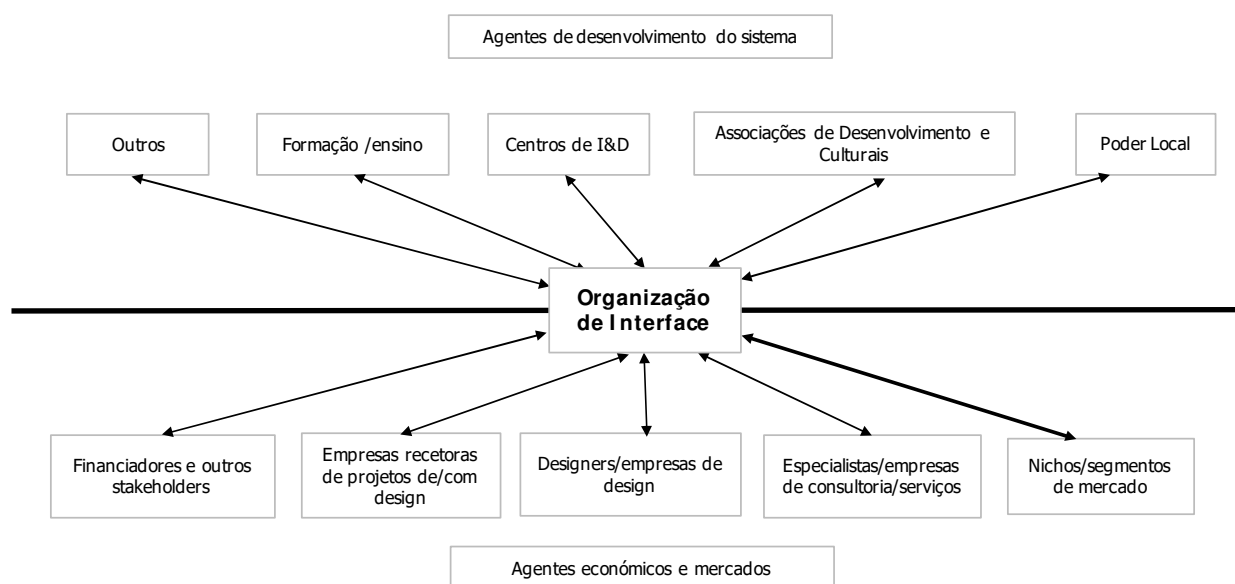 Agentes de desenvolvimento do sistema
Outros
Formação /ensino
Centros de I&D
Associações de Desenvolvimento e
Culturais
Poder Local
Organização
de Interface
Financiadores e outros
stakeholders
Empresas recetoras
de projetos de/com
design
Designers/empresas de
design
Especialistas/empresas
de consultoria/serviços
Nichos/segmentos
de mercado
Agentes económicos e mercados